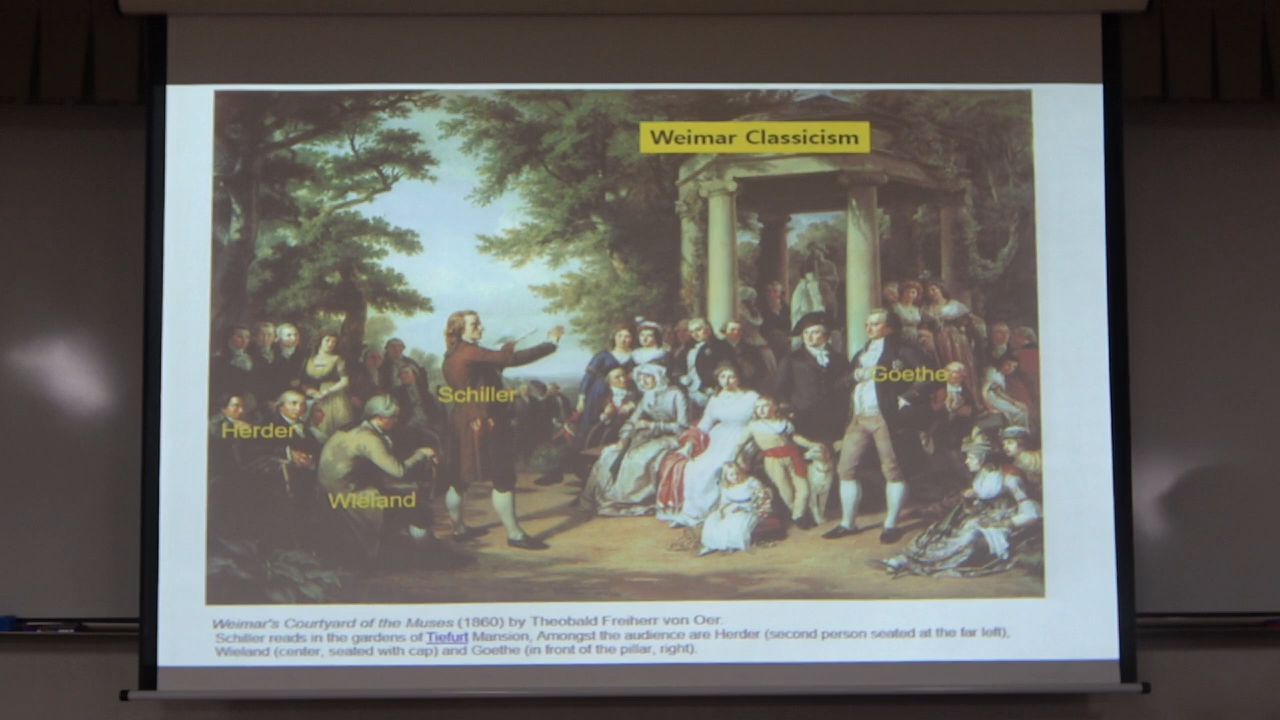 Weimar Classicism
Goethe
Schiller
Herder
Wieland
Weimar's Courtyard of the Muses (1860) by Theobald Freiherr von Oer.
Schiller reads in the gardens of Tiefurt Mansion, Amongst the audience are Herder (second person seated at the far left),
Wieland (center, seated with cap) and Goethe (in front of the pillar, right).